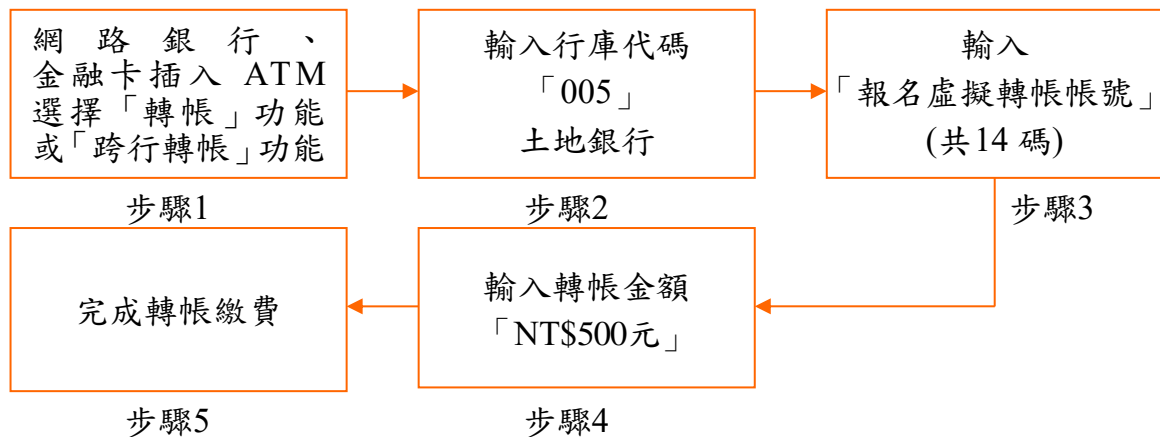 網路銀行、
金融卡插入 ATM
選擇「轉帳」功能
或「跨行轉帳」功能
步驟1
輸入行庫代碼
「005」
土地銀行
步驟2
輸入
「報名虛擬轉帳帳號」
(共14 碼)
步驟3
輸入轉帳金額
「NT$500元」
步驟4
完成轉帳繳費
步驟5